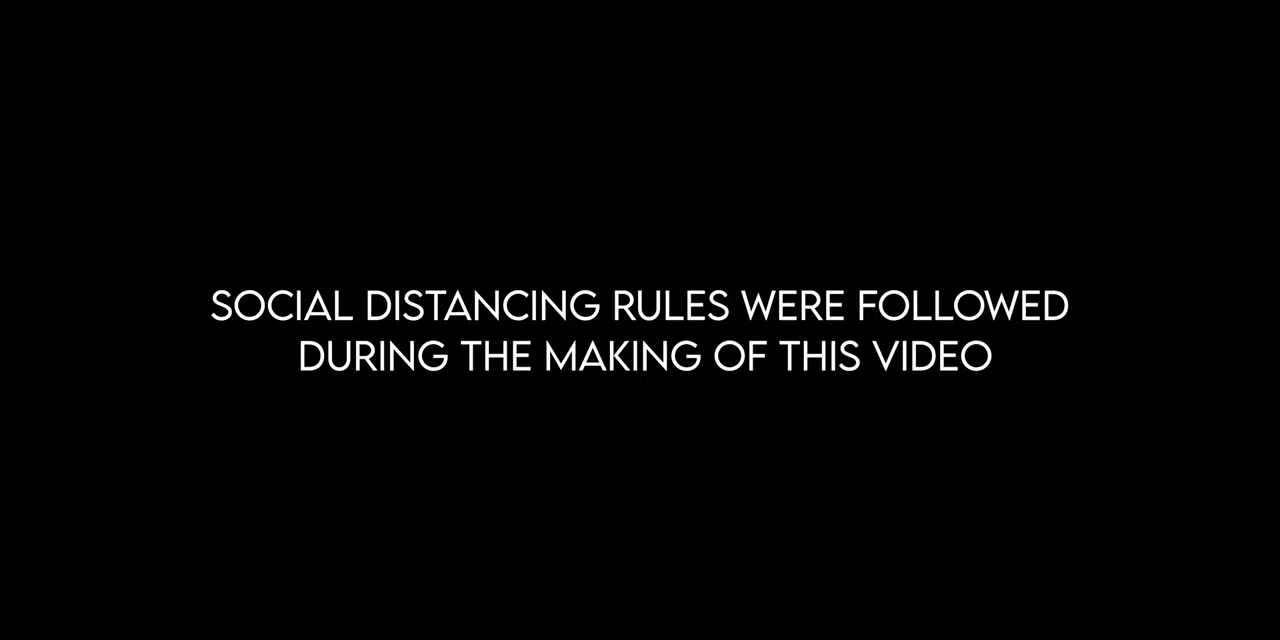 SOCIAL DISTANCING RULES WERE FOLLOWED
DURING THE MAKING OF THIS VIDEO